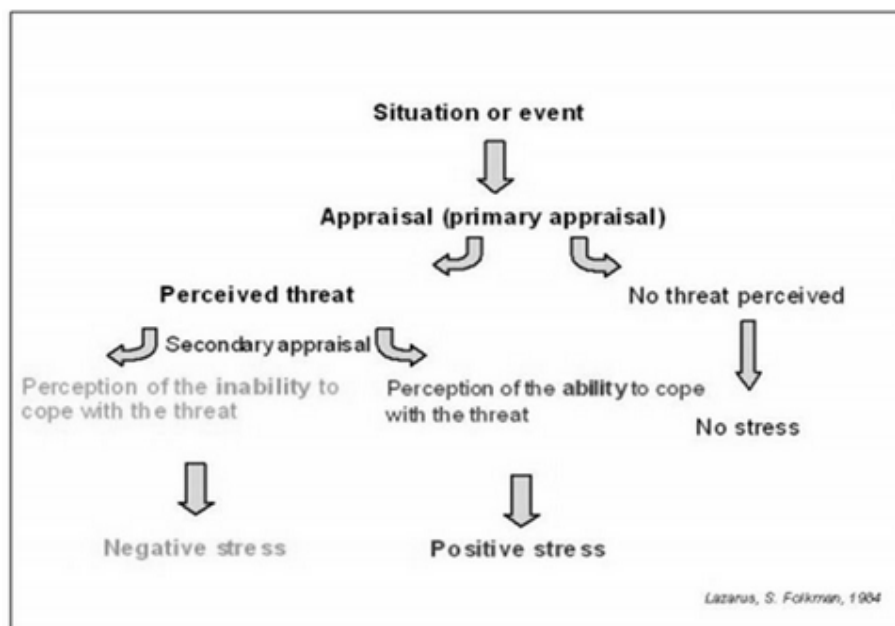 Situation or event
Appraisal (primary appraisal)
Perceived threat
No threat perceived
Secondary appraisal
Perception of the inability to
cope with the threat
Perception of the ability to cope
with the threat
No stress
Negative stress
Positive stress
Lazarus, S. Folkman, 1984